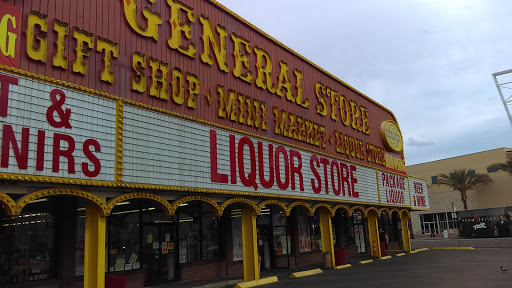 GENERAL STORE
GIFT SHOP • MINI MARKET • LIQUOR STORE
G
T &
NIRS
LIQUOR STORE
PACKAGE
LIQUOR
BEER
& WINE